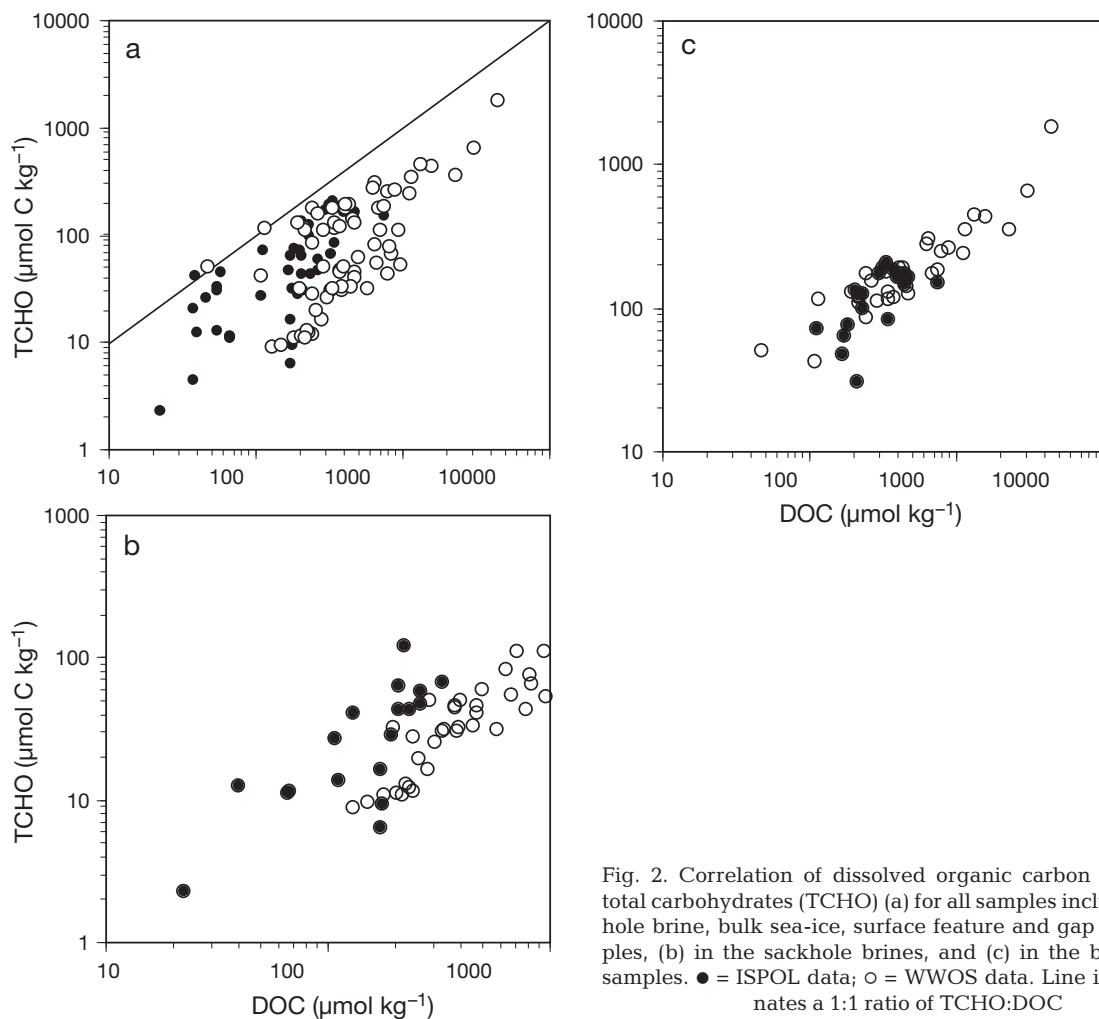 a
10000
1000
100
10
1
TCHO (µmol C kg⁻¹)
10 100 1000 10000
c
10000
1000
100
10
10 100 1000 10000
DOC (µmol kg⁻¹)
b
1000
100
10
1
TCHO (µmol C kg⁻¹)
10 100 1000
DOC (µmol kg⁻¹)
Fig. 2. Correlation of dissolved organic carbon
total carbohydrates (TCHO) (a) for all samples inclu
hole brine, bulk sea-ice, surface feature and gap
ples, (b) in the sackhole brines, and (c) in the b
samples. ● = ISPOL data; ○ = WWOS data. Line i
nates a 1:1 ratio of TCHO:DOC